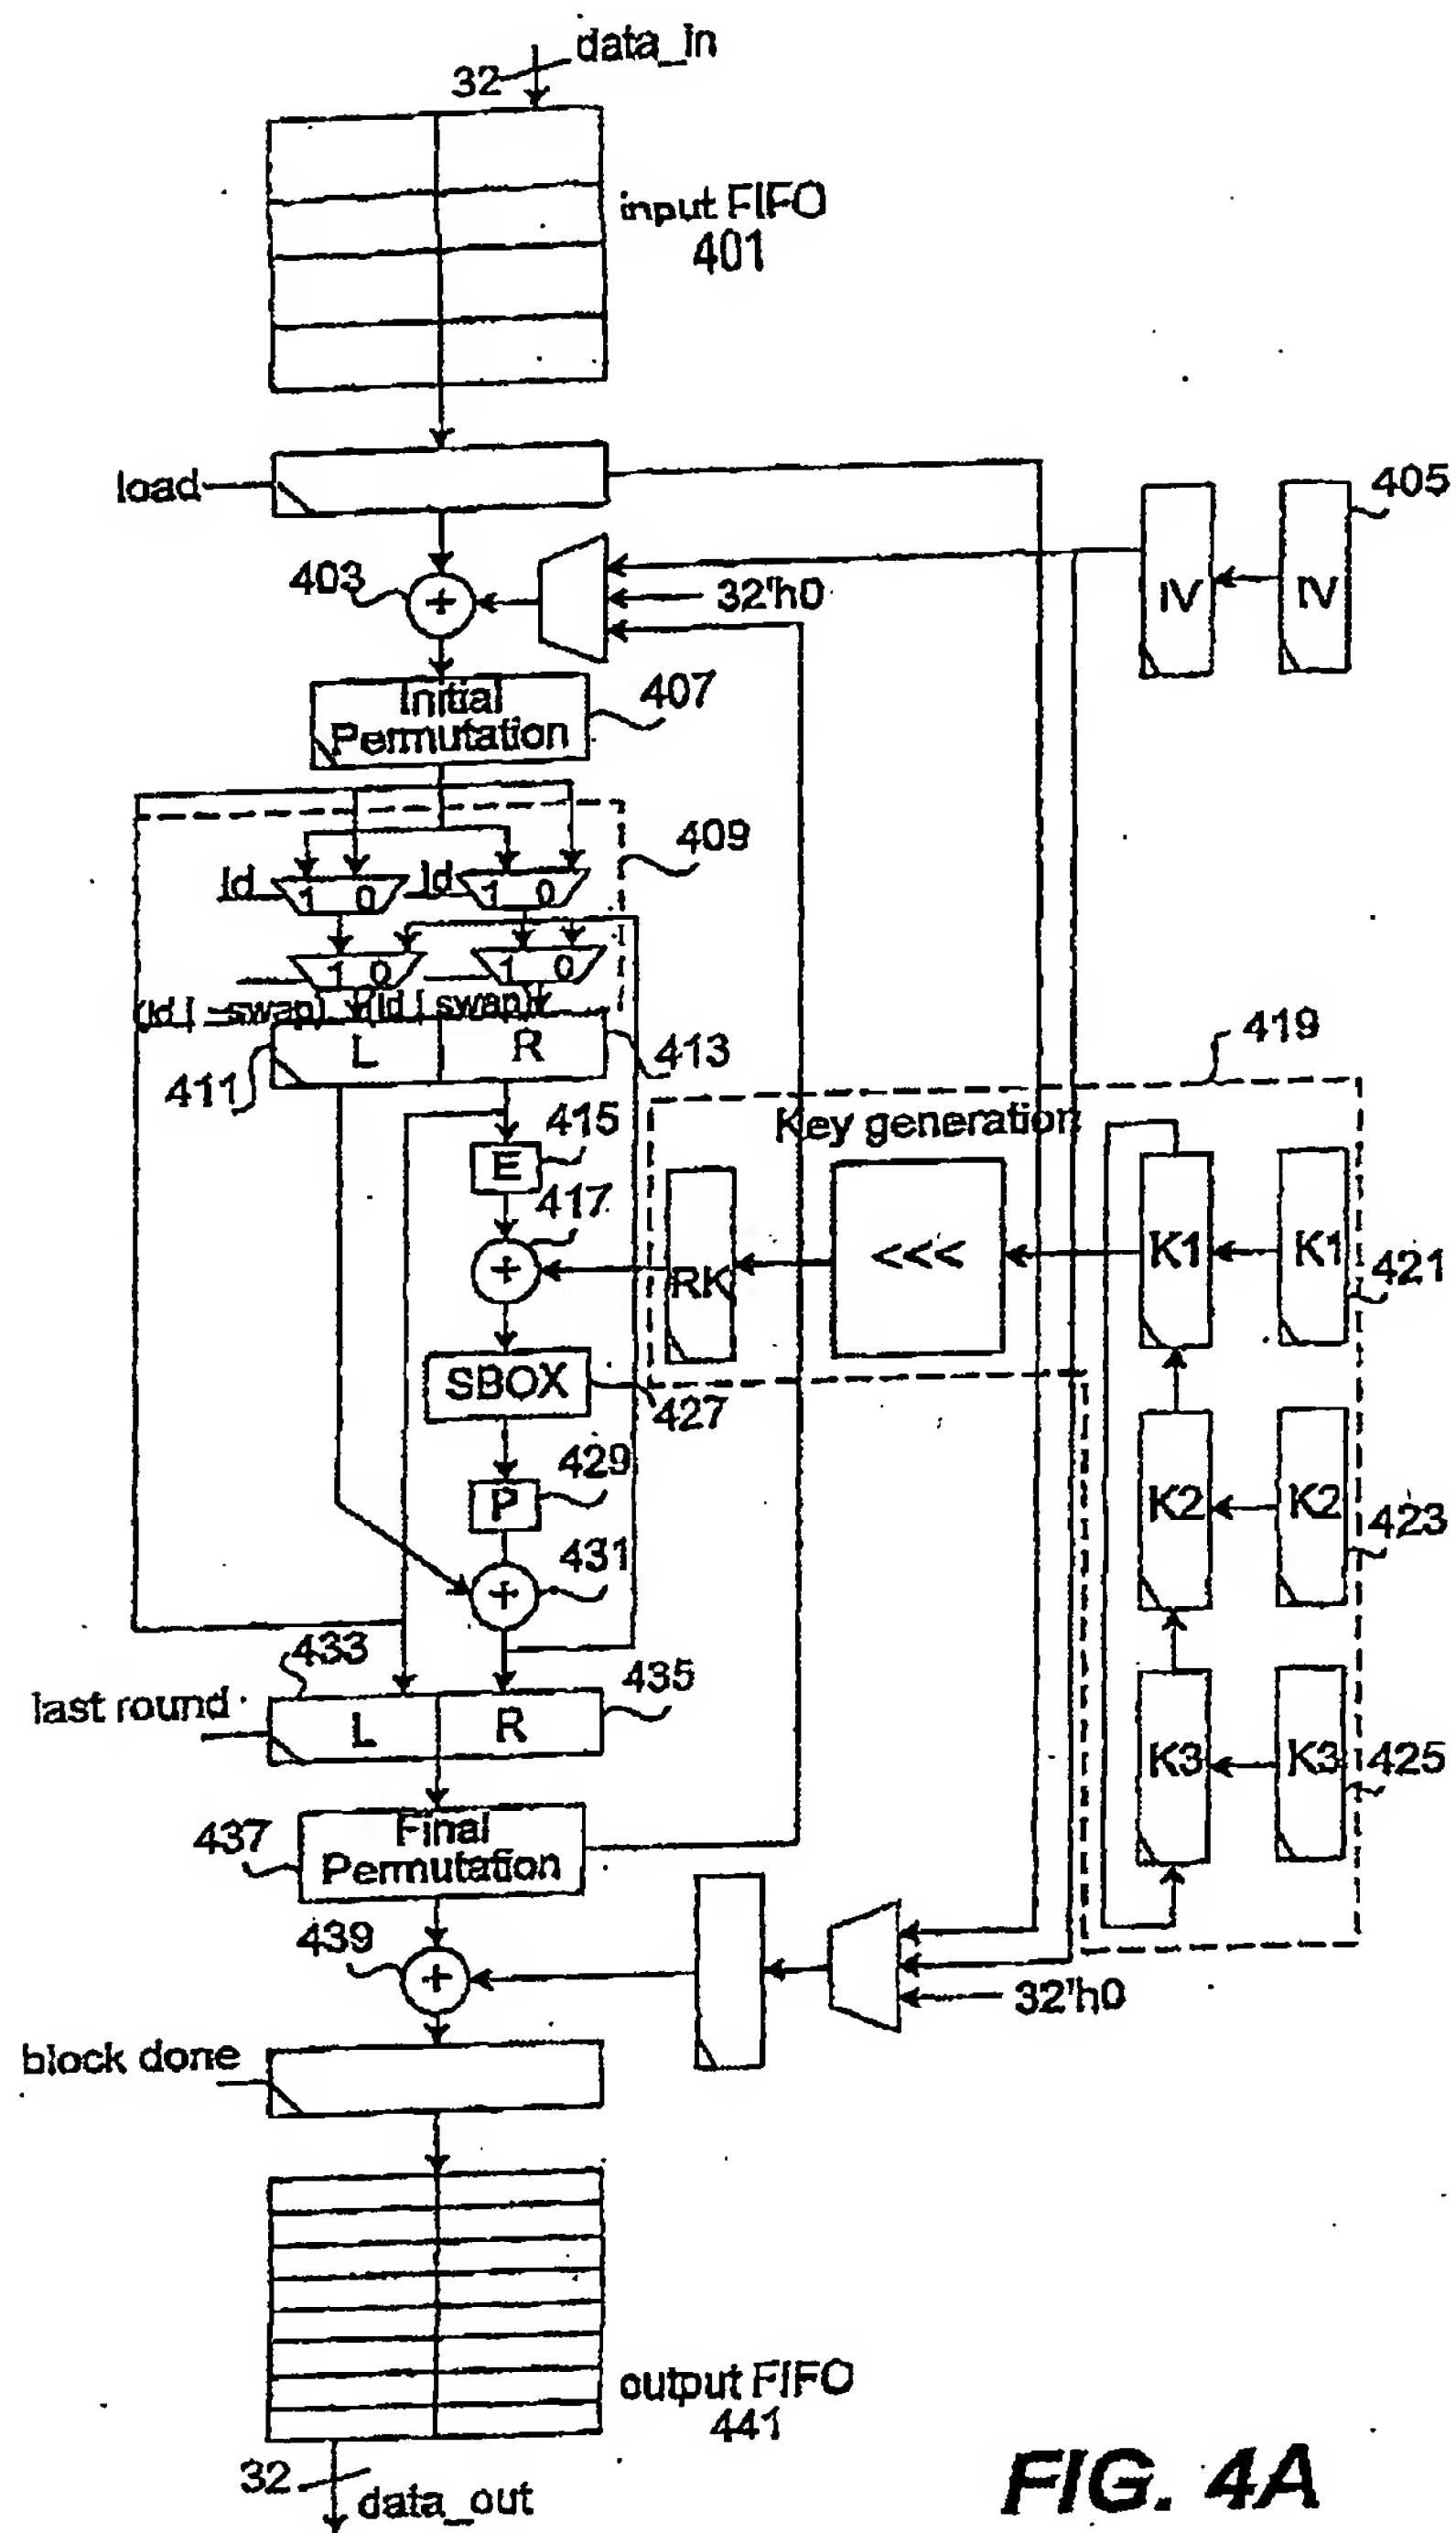 data_in
32
input FIFO
401
load
405
IV
IV
403
+
32'h0
Initial
Permutation
407
409
ld
1 0
ld
1 0
1 0
1 0
(ld | ~swap)
(ld | swap)
L
R
411
413
419
Key generation
415
E
417
+
RK
<<<
K1
K1
421
SBOX
427
K2
K2
423
429
P
431
+
433
435
last round
L
R
K3
K3
425
437
Final
Permutation
439
+
32'h0
block done
output FIFO
441
32
data_out
FIG. 4A